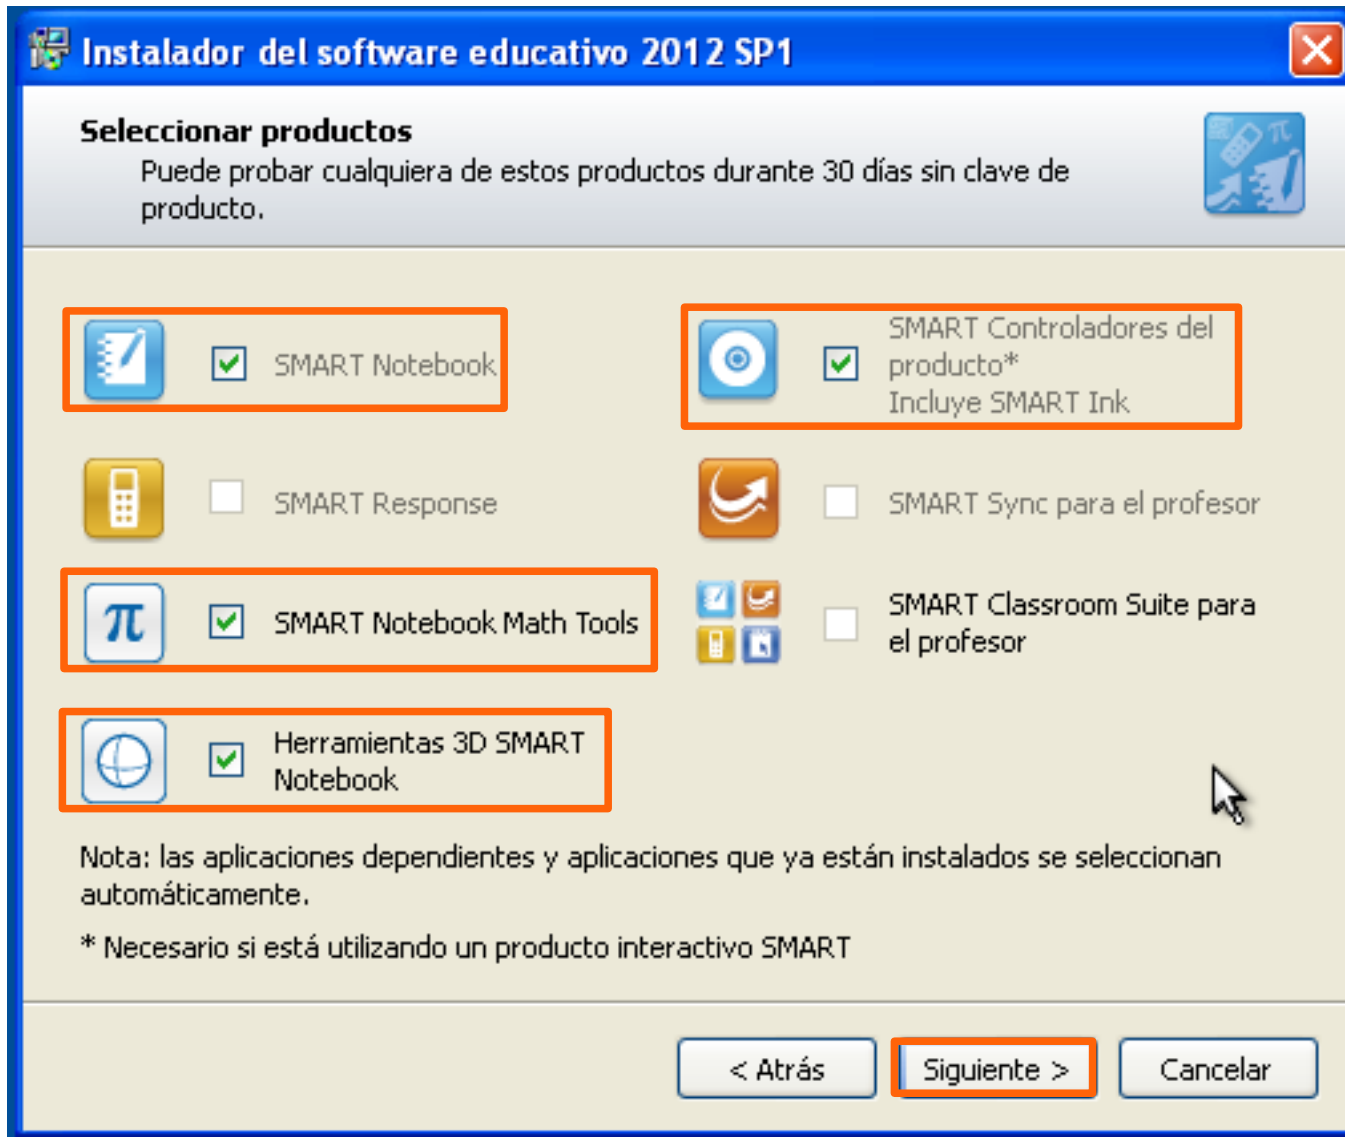 Instalador del software educativo 2012 SP1
Seleccionar productos
Puede probar cualquiera de estos productos durante 30 días sin clave de
producto.
SMART Notebook
SMART Controladores del
producto*
Incluye SMART Ink
SMART Response
SMART Sync para el profesor
π
SMART Notebook Math Tools
SMART Classroom Suite para
el profesor
Herramientas 3D SMART
Notebook
Nota: las aplicaciones dependientes y aplicaciones que ya están instalados se seleccionan
automáticamente.
* Necesario si está utilizando un producto interactivo SMART
< Atrás
Siguiente >
Cancelar